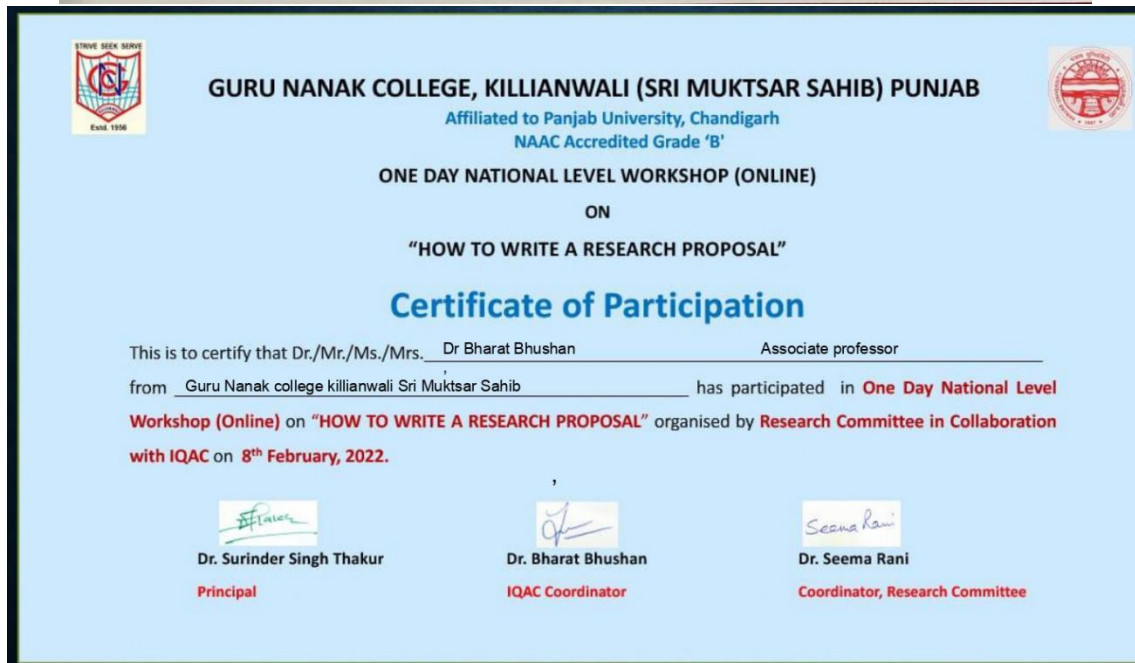 STRIVE SEEK SERVE
Estd. 1956
GURU NANAK COLLEGE, KILLIANWALI (SRI MUKTSAR SAHIB) PUNJAB
Affiliated to Panjab University, Chandigarh
NAAC Accredited Grade ‘B'
ONE DAY NATIONAL LEVEL WORKSHOP (ONLINE)
ON
“HOW TO WRITE A RESEARCH PROPOSAL”
Certificate of Participation
This is to certify that Dr./Mr./Ms./Mrs. Dr Bharat Bhushan Associate professor
,
from Guru Nanak college killianwali Sri Muktsar Sahib has participated in One Day National Level
Workshop (Online) on “HOW TO WRITE A RESEARCH PROPOSAL” organised by Research Committee in Collaboration
with IQAC on 8th February, 2022.
,
Seema Rani
Dr. Surinder Singh Thakur Dr. Bharat Bhushan Dr. Seema Rani
Principal IQAC Coordinator Coordinator, Research Committee